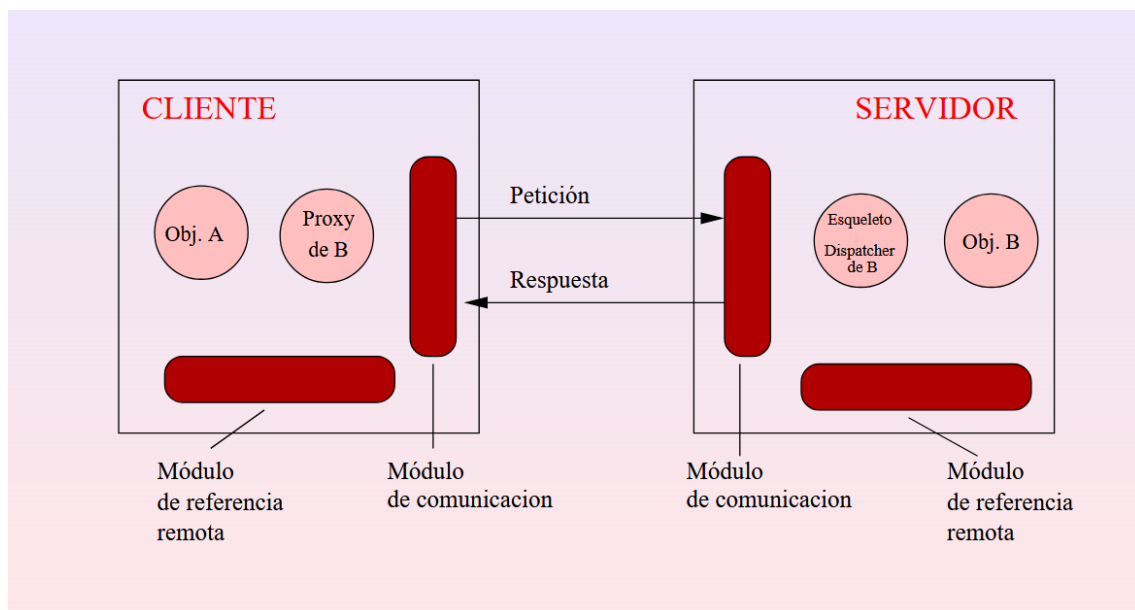 CLIENTE
SERVIDOR
Petición
Respuesta
Obj. A
Proxy
de B
Esqueleto
Dispatcher
de B
Obj. B
Módulo
de referencia
remota
Módulo
de comunicacion
Módulo
de comunicacion
Módulo
de referencia
remota